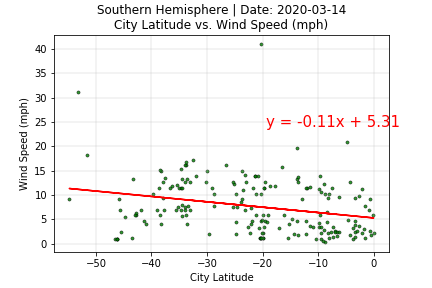 Southern Hemisphere | Date: 2020-03-14
City Latitude vs. Wind Speed (mph)
40
35
30
25
20
15
10
5
0
y = -0.11x + 5.31
Wind Speed (mph)
−50 −40 −30 −20 −10 0
City Latitude